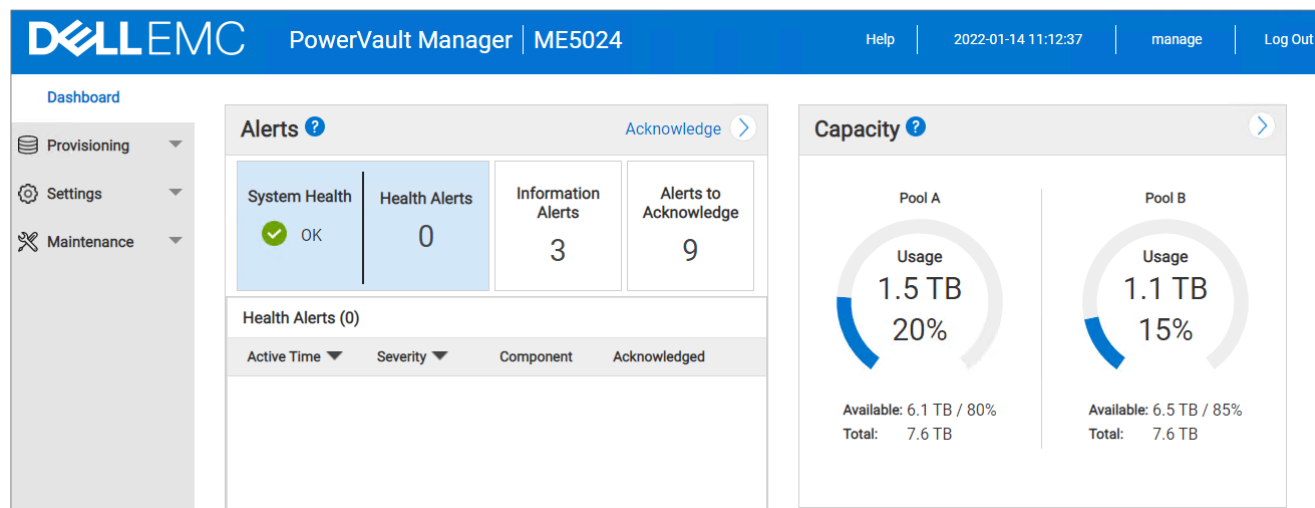 DELLEMC PowerVault Manager | ME5024 Help 2022-01-14 11:12:37 manage Log Out
Dashboard
Provisioning
Settings
Maintenance
Alerts ? Acknowledge
System Health
OK
Health Alerts
0
Information
Alerts
3
Alerts to
Acknowledge
9
Health Alerts (0)
Active Time Severity Component Acknowledged
Capacity ?
Pool A
Usage
1.5 TB
20%
Available: 6.1 TB / 80%
Total: 7.6 TB
Pool B
Usage
1.1 TB
15%
Available: 6.5 TB / 85%
Total: 7.6 TB